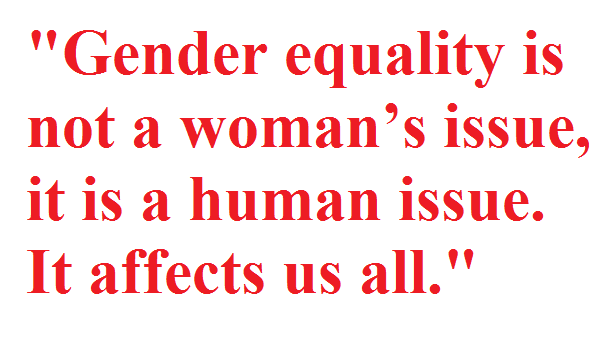 "Gender equality is
not a woman’s issue,
it is a human issue.
It affects us all."